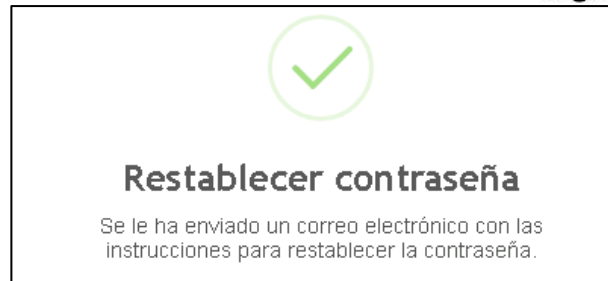 Restablecer contraseña
Se le ha enviado un correo electrónico con las
instrucciones para restablecer la contraseña.